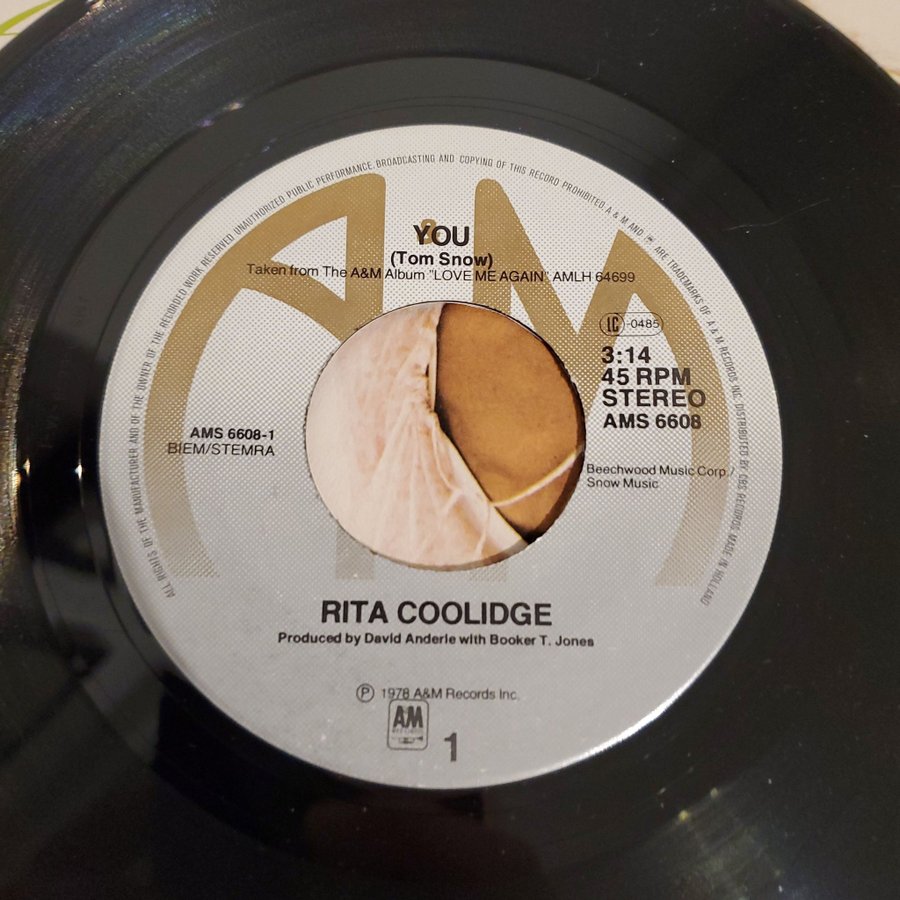 ALL RIGHTS OF THE MANUFACTURER AND OF THE OWNER OF THE RECORDED WORK RESERVED UNAUTHORIZED PUBLIC PERFORMANCE BROADCASTING AND COPYING OF THIS RECORD PROHIBITED A & M AND ARE TRADEMARKS OF A & M RECORDS INC. DISTRIBUTED BY CBS RECORDS MADE IN HOLLAND
A&M
YOU
(Tom Snow)
Taken from The A&M Album "LOVE ME AGAIN" AMLH 64699
LC-0485
3:14
45 RPM
STEREO
AMS 6608
AMS 6608-1
BIEM/STEMRA
Beechwood Music Corp./
Snow Music
RITA COOLIDGE
Produced by David Anderle with Booker T. Jones
℗ 1978 A&M Records Inc.
AM
1